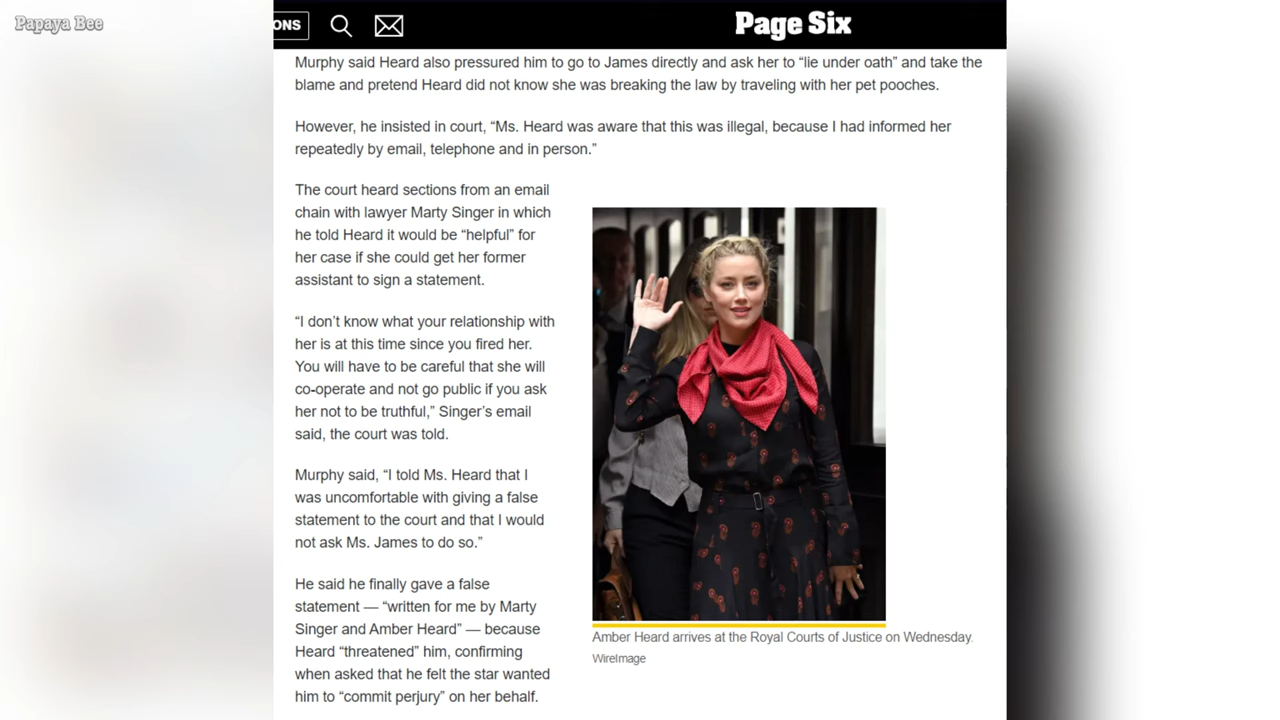 Papaya Bee
ONS
Page Six
Murphy said Heard also pressured him to go to James directly and ask her to “lie under oath” and take the
blame and pretend Heard did not know she was breaking the law by traveling with her pet pooches.
However, he insisted in court, “Ms. Heard was aware that this was illegal, because I had informed her
repeatedly by email, telephone and in person.”
The court heard sections from an email
chain with lawyer Marty Singer in which
he told Heard it would be “helpful” for
her case if she could get her former
assistant to sign a statement.
“I don’t know what your relationship with
her is at this time since you fired her.
You will have to be careful that she will
co-operate and not go public if you ask
her not to be truthful,” Singer’s email
said, the court was told.
Murphy said, “I told Ms. Heard that I
was uncomfortable with giving a false
statement to the court and that I would
not ask Ms. James to do so.”
He said he finally gave a false
statement — “written for me by Marty
Singer and Amber Heard” — because
Heard “threatened” him, confirming
when asked that he felt the star wanted
him to “commit perjury” on her behalf.
Amber Heard arrives at the Royal Courts of Justice on Wednesday.
WireImage